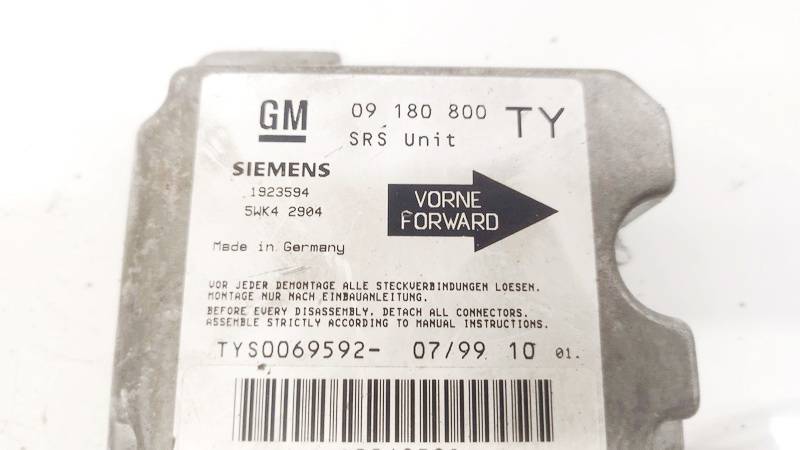 GM 09 180 800 TY
SRS Unit
SIEMENS
1923594
5WK4 2904
VORNE
FORWARD
Made in Germany
VOR JEDER DEMONTAGE ALLE STECKVERBINDUNGEN LOESEN.
MONTAGE NUR NACH EINBAUANLEITUNG.
BEFORE EVERY DISASSEMBLY. DETACH ALL CONNECTORS.
ASSEMBLE STRICTLY ACCORDING TO MANUAL INSTRUCTIONS.
TYS0069592- 07/99 10 01.